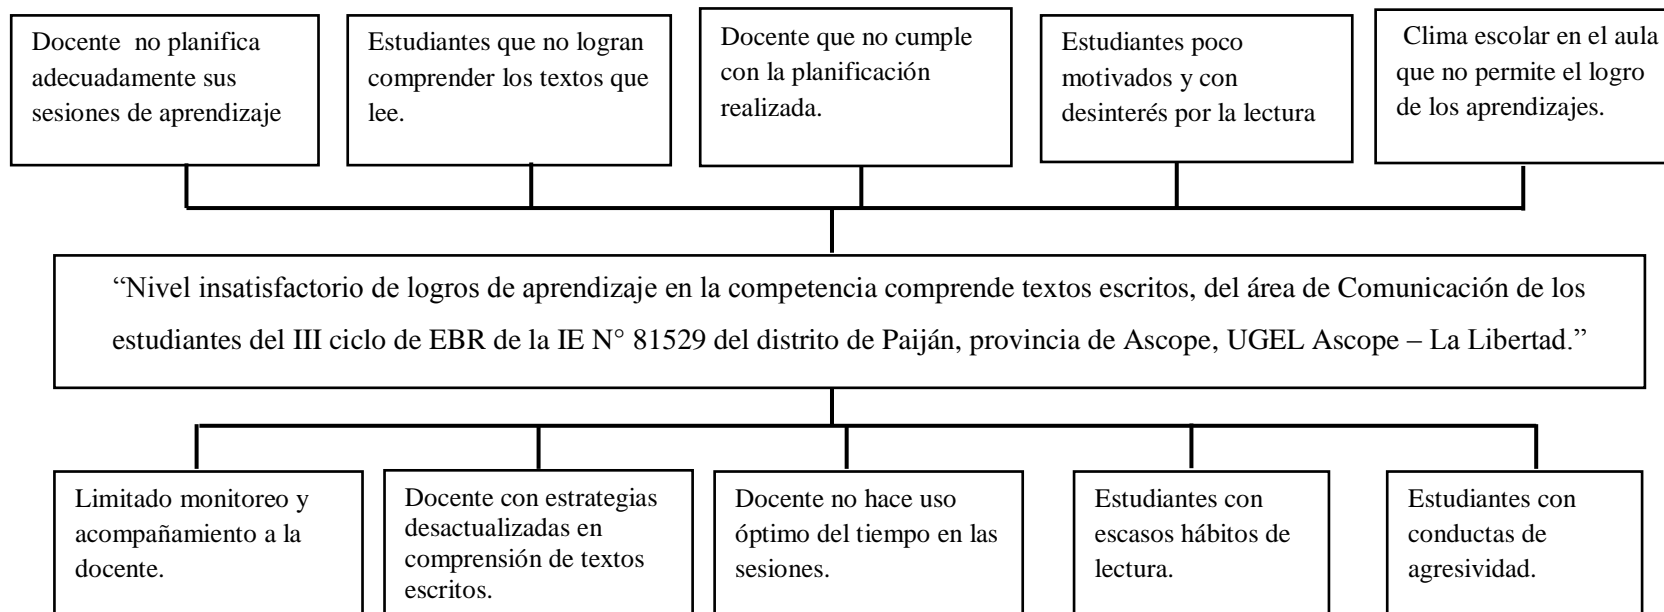 Docente no planifica
adecuadamente sus
sesiones de aprendizaje
Estudiantes que no logran
comprender los textos que
lee.
Docente que no cumple
con la planificación
realizada.
Estudiantes poco
motivados y con
desinterés por la lectura
Clima escolar en el aula
que no permite el logro
de los aprendizajes.
“Nivel insatisfactorio de logros de aprendizaje en la competencia comprende textos escritos, del área de Comunicación de los
estudiantes del III ciclo de EBR de la IE N° 81529 del distrito de Paiján, provincia de Ascope, UGEL Ascope – La Libertad.”
Limitado monitoreo y
acompañamiento a la
docente.
Docente con estrategias
desactualizadas en
comprensión de textos
escritos.
Docente no hace uso
óptimo del tiempo en las
sesiones.
Estudiantes con
escasos hábitos de
lectura.
Estudiantes con
conductas de
agresividad.